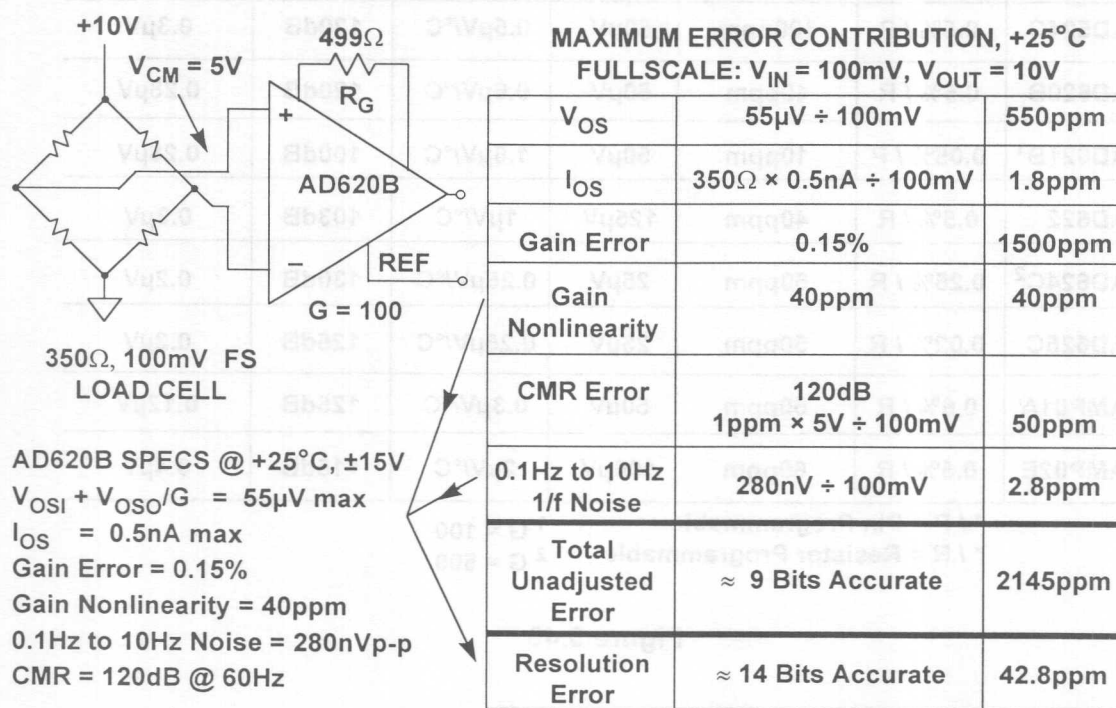 +10V
V_CM = 5V
499Ω
R_G
+
AD620B
−
REF
G = 100
350Ω, 100mV FS
LOAD CELL
AD620B SPECS @ +25°C, ±15V
V_OSI + V_OSO/G = 55µV max
I_OS = 0.5nA max
Gain Error = 0.15%
Gain Nonlinearity = 40ppm
0.1Hz to 10Hz Noise = 280nVp-p
CMR = 120dB @ 60Hz
MAXIMUM ERROR CONTRIBUTION, +25°C
FULLSCALE: V_IN = 100mV, V_OUT = 10V
V_OS 55µV ÷ 100mV 550ppm
I_OS 350Ω × 0.5nA ÷ 100mV 1.8ppm
Gain Error 0.15% 1500ppm
Gain 40ppm 40ppm
Nonlinearity
CMR Error 120dB
1ppm × 5V ÷ 100mV 50ppm
0.1Hz to 10Hz
1/f Noise 280nV ÷ 100mV 2.8ppm
Total
Unadjusted ≈ 9 Bits Accurate 2145ppm
Error
Resolution ≈ 14 Bits Accurate 42.8ppm
Error